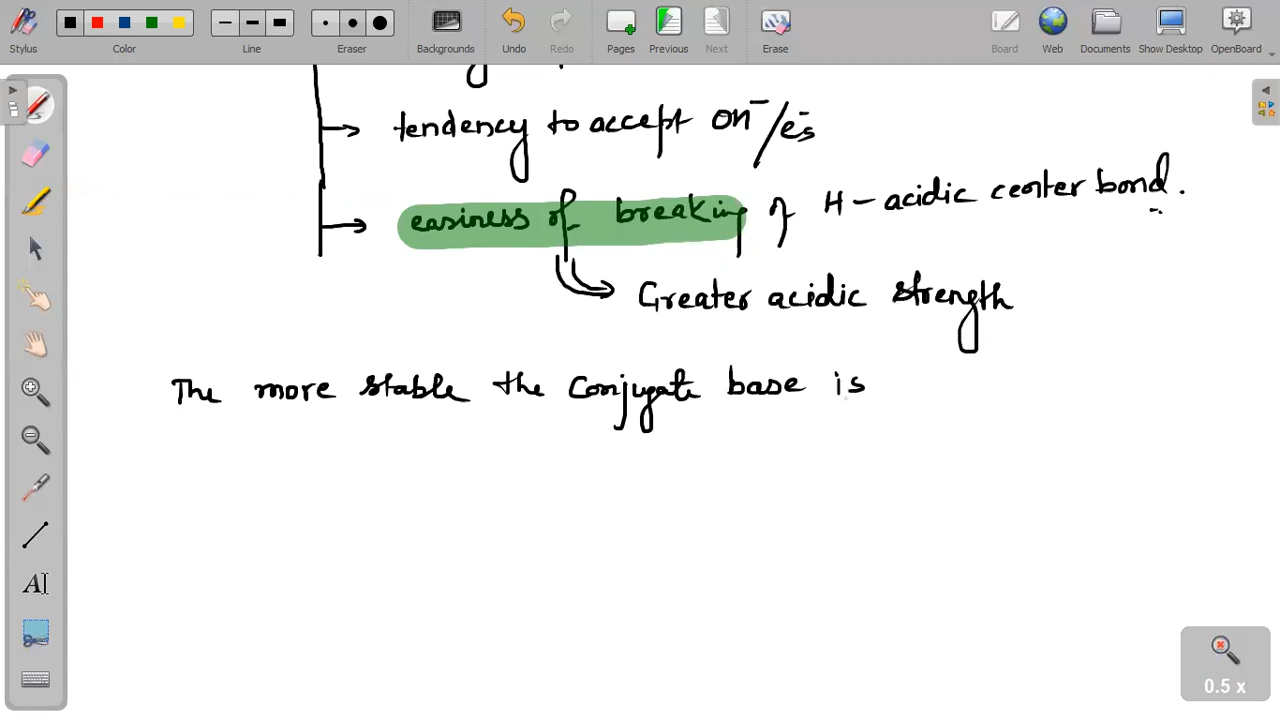 Stylus
Color
Line
Eraser
Backgrounds
Undo
Redo
Pages
Previous
Next
Erase
Board
Web
Documents
Show Desktop
OpenBoard
tendency to accept OH⁻/e⁻s
easiness of breaking of H - acidic center bond.
Greater acidic strength
The more stable the Conjugate base is
0.5 x